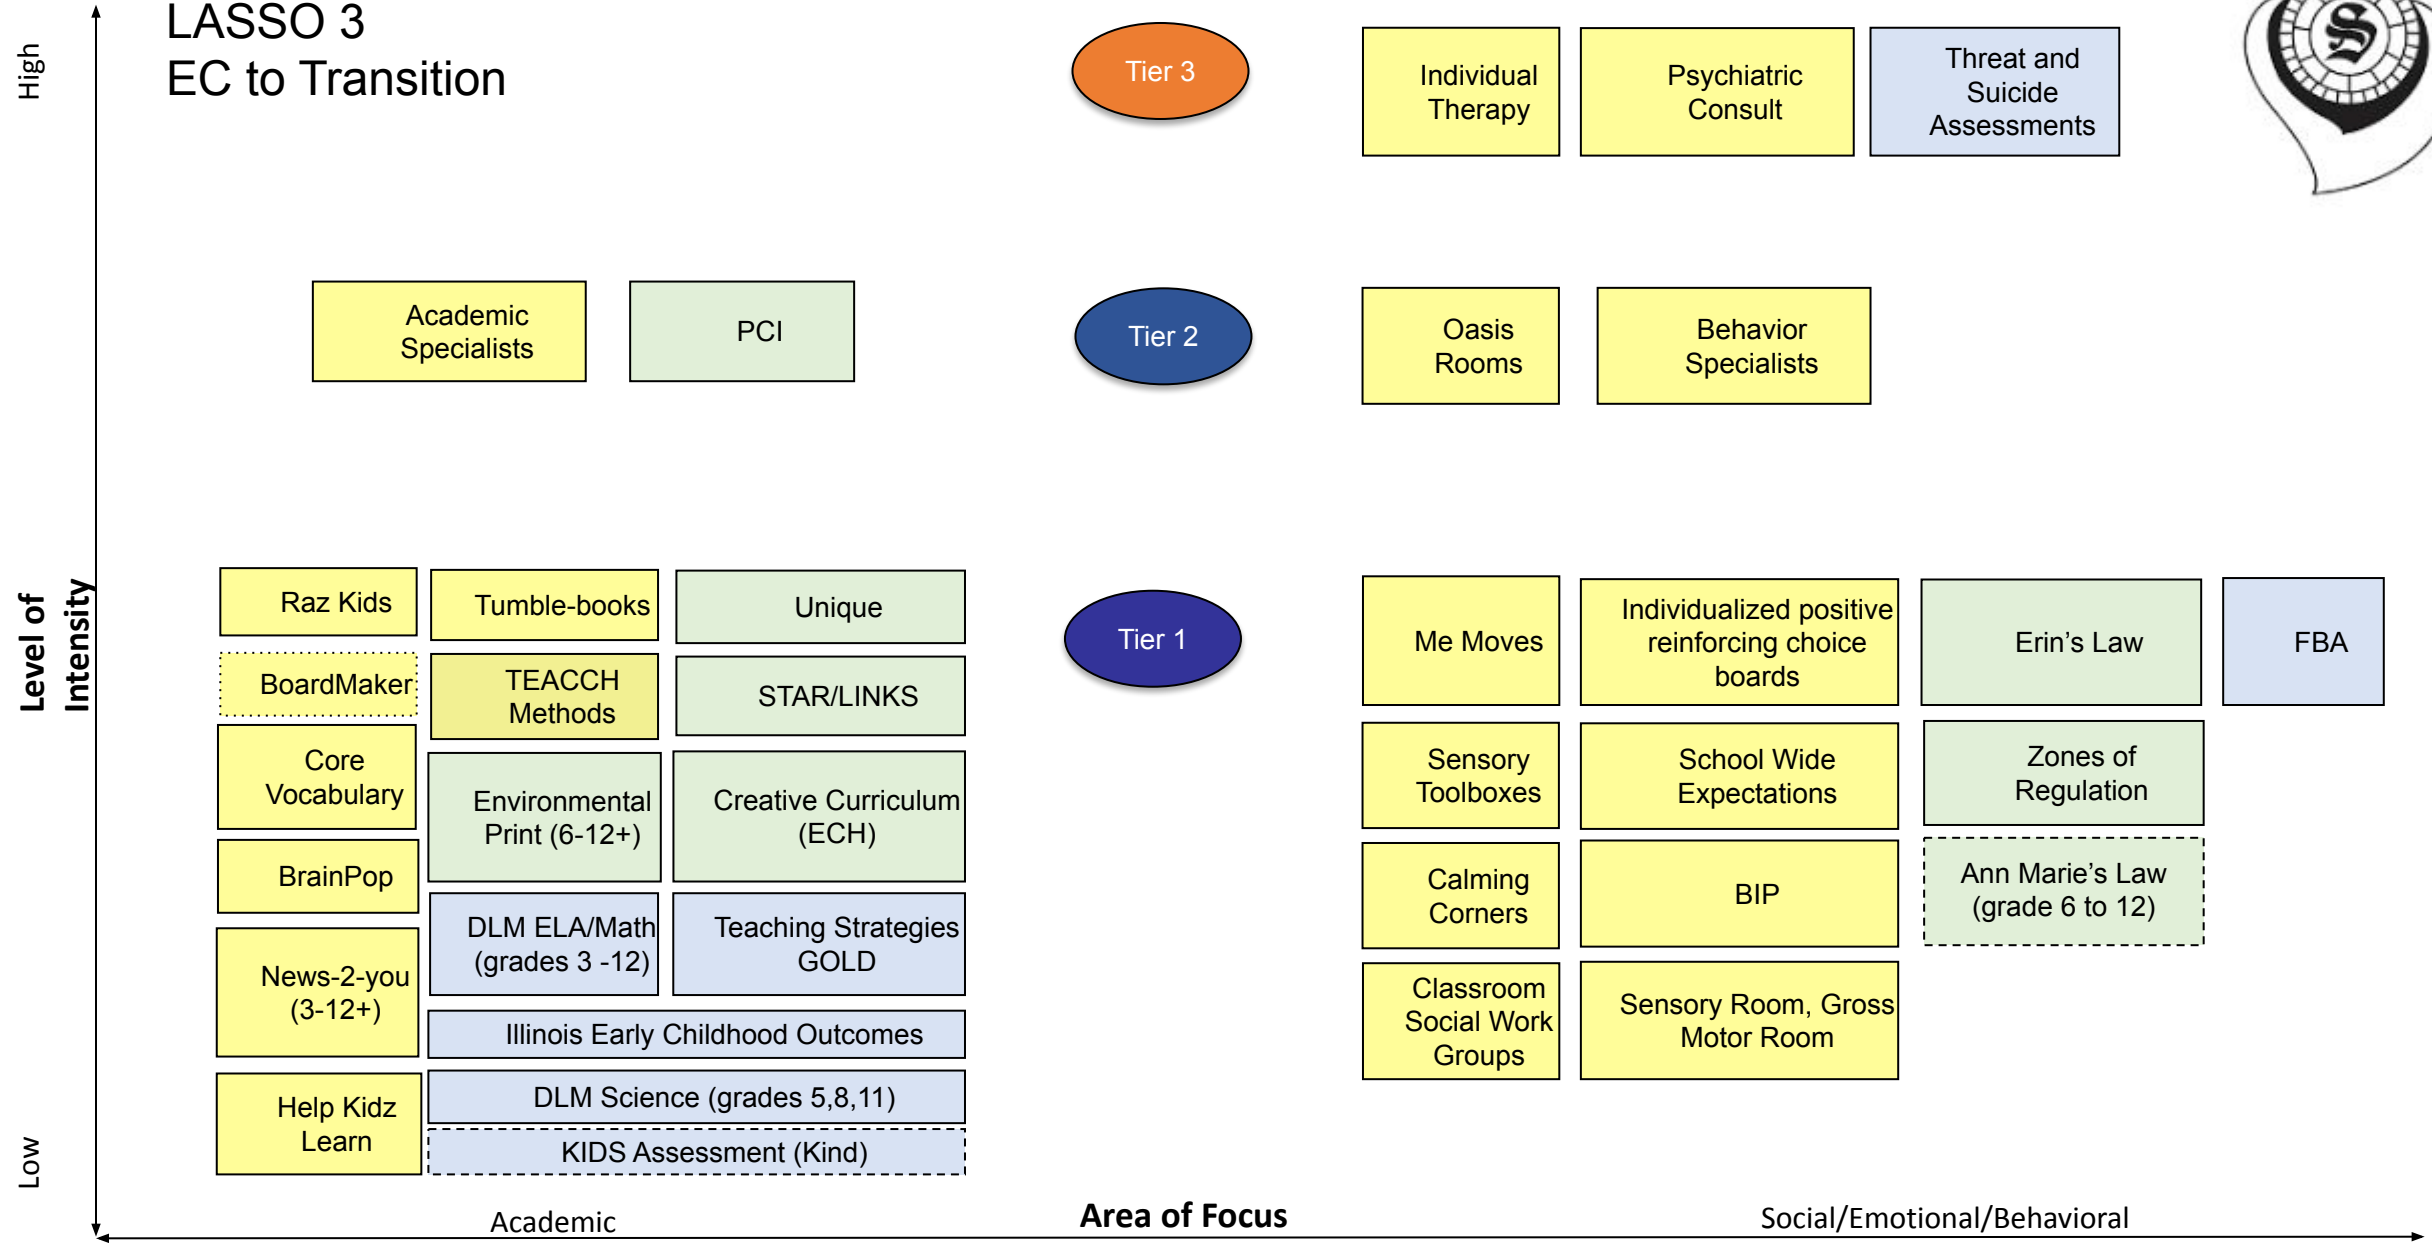 LASSO 3
EC to Transition
High
Tier 3
Individual
Therapy
Psychiatric
Consult
Threat and
Suicide
Assessments
S
Academic
Specialists
PCI
Tier 2
Oasis
Rooms
Behavior
Specialists
Level of
Intensity
Raz Kids
Tumble-books
Unique
BoardMaker
TEACCH
Methods
STAR/LINKS
Core
Vocabulary
Environmental
Print (6-12+)
Creative Curriculum
(ECH)
BrainPop
DLM ELA/Math
(grades 3 -12)
Teaching Strategies
GOLD
News-2-you
(3-12+)
Illinois Early Childhood Outcomes
Help Kidz
Learn
DLM Science (grades 5,8,11)
KIDS Assessment (Kind)
Tier 1
Me Moves
Individualized positive
reinforcing choice
boards
Erin’s Law
FBA
Sensory
Toolboxes
School Wide
Expectations
Zones of
Regulation
Calming
Corners
BIP
Ann Marie’s Law
(grade 6 to 12)
Classroom
Social Work
Groups
Sensory Room, Gross
Motor Room
Low
Academic
Area of Focus
Social/Emotional/Behavioral